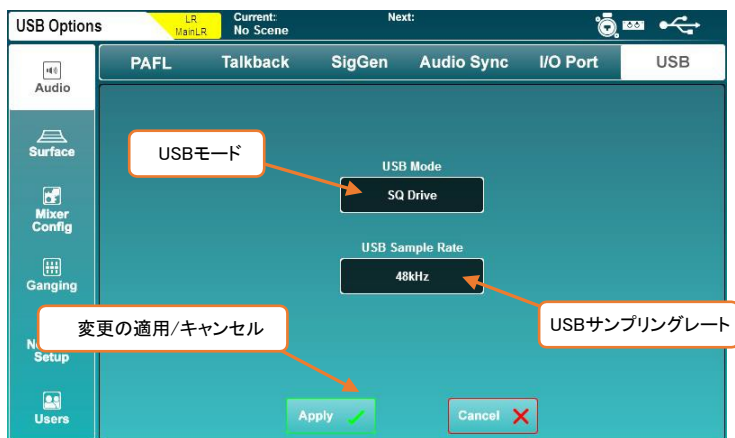 USB Options
LR
MainLR
Current:
No Scene
Next:
Audio
PAFL
Talkback
SigGen
Audio Sync
I/O Port
USB
Surface
Mixer
Config
Ganging
Setup
Users
USBモード
USB Mode
SQ Drive
USB Sample Rate
48kHz
USBサンプリングレート
変更の適用/キャンセル
Apply
Cancel